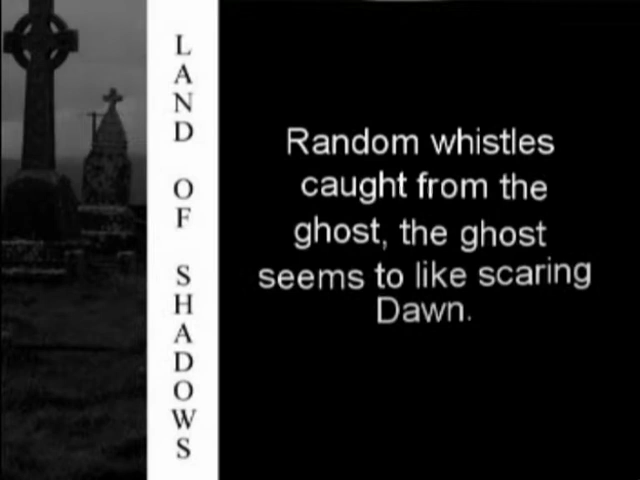 LAND OF SHADOWS
Random whistles
caught from the
ghost, the ghost
seems to like scaring
Dawn.